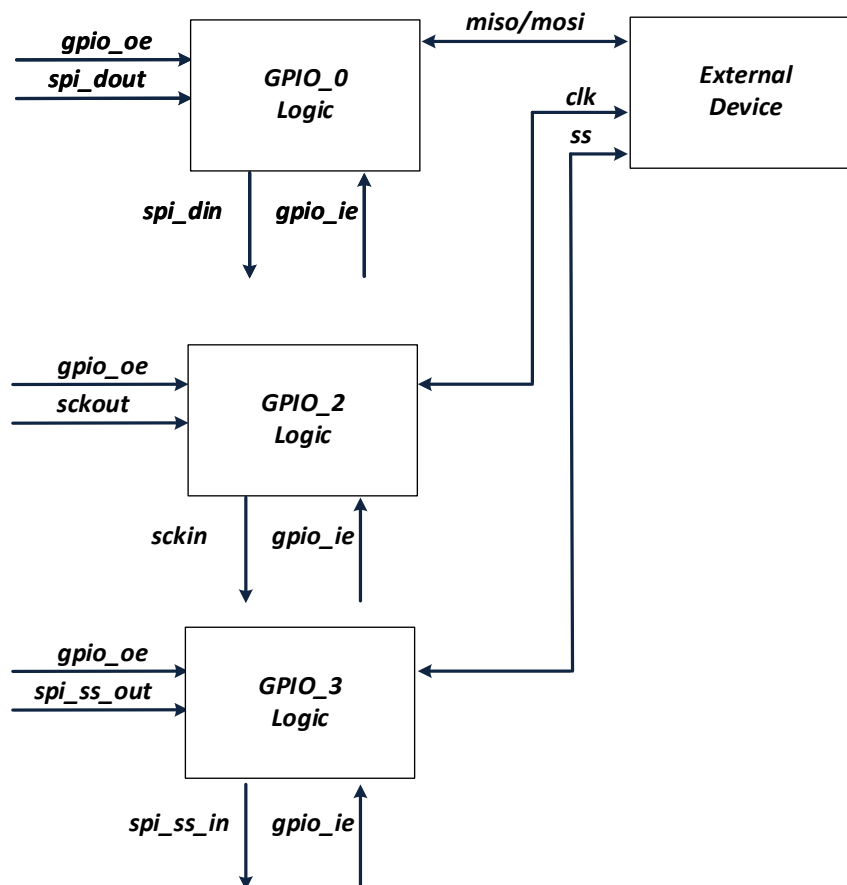 gpio_oe
spi_dout
GPIO_0
Logic
miso/mosi
External
Device
clk
ss
spi_din
gpio_ie
gpio_oe
sckout
GPIO_2
Logic
sckin
gpio_ie
gpio_oe
spi_ss_out
GPIO_3
Logic
spi_ss_in
gpio_ie